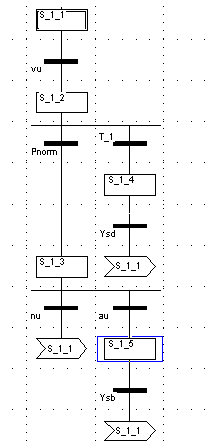 S_1_1
vu
S_1_2
Pnorm
T_1
S_1_4
Ysd
S_1_3
S_1_1
nu
au
S_1_1
S_1_5
Ysb
S_1_1